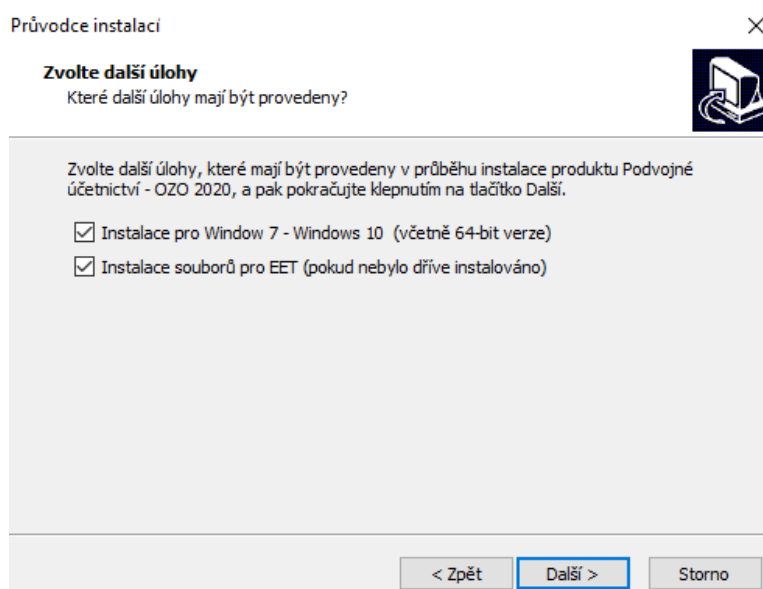 Průvodce instalací
Zvolte další úlohy
Které další úlohy mají být provedeny?
Zvolte další úlohy, které mají být provedeny v průběhu instalace produktu Podvojné
účetnictví - OZO 2020, a pak pokračujte klepnutím na tlačítko Další.
Instalace pro Window 7 - Windows 10 (včetně 64-bit verze)
Instalace souborů pro EET (pokud nebylo dříve instalováno)
< Zpět
Další >
Storno